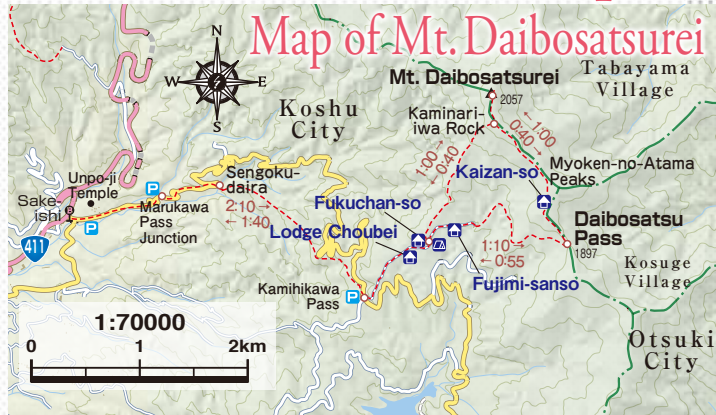 Map of Mt. Daibosatsurei
N
W
E
S
Koshu
City
Mt. Daibosatsurei
2057
Tabayama
Village
Kaminari-
iwa Rock
← 1:00
0:40 →
1:00 →
← 0:40
Myoken-no-Atama
Peaks
Kaizan-so
Unpo-ji
Temple
Sengoku-
daira
P
Sake-
ishi
B
Marukawa
Pass
Junction
2:10 →
← 1:40
P
411
Fukuchan-so
Lodge Choubei
Daibosatsu
Pass
1897
1:10 →
← 0:55
Fujimi-sanso
Kosuge
Village
Kamihikawa
Pass
P
1:70000
0
1
2km
Otsuki
City